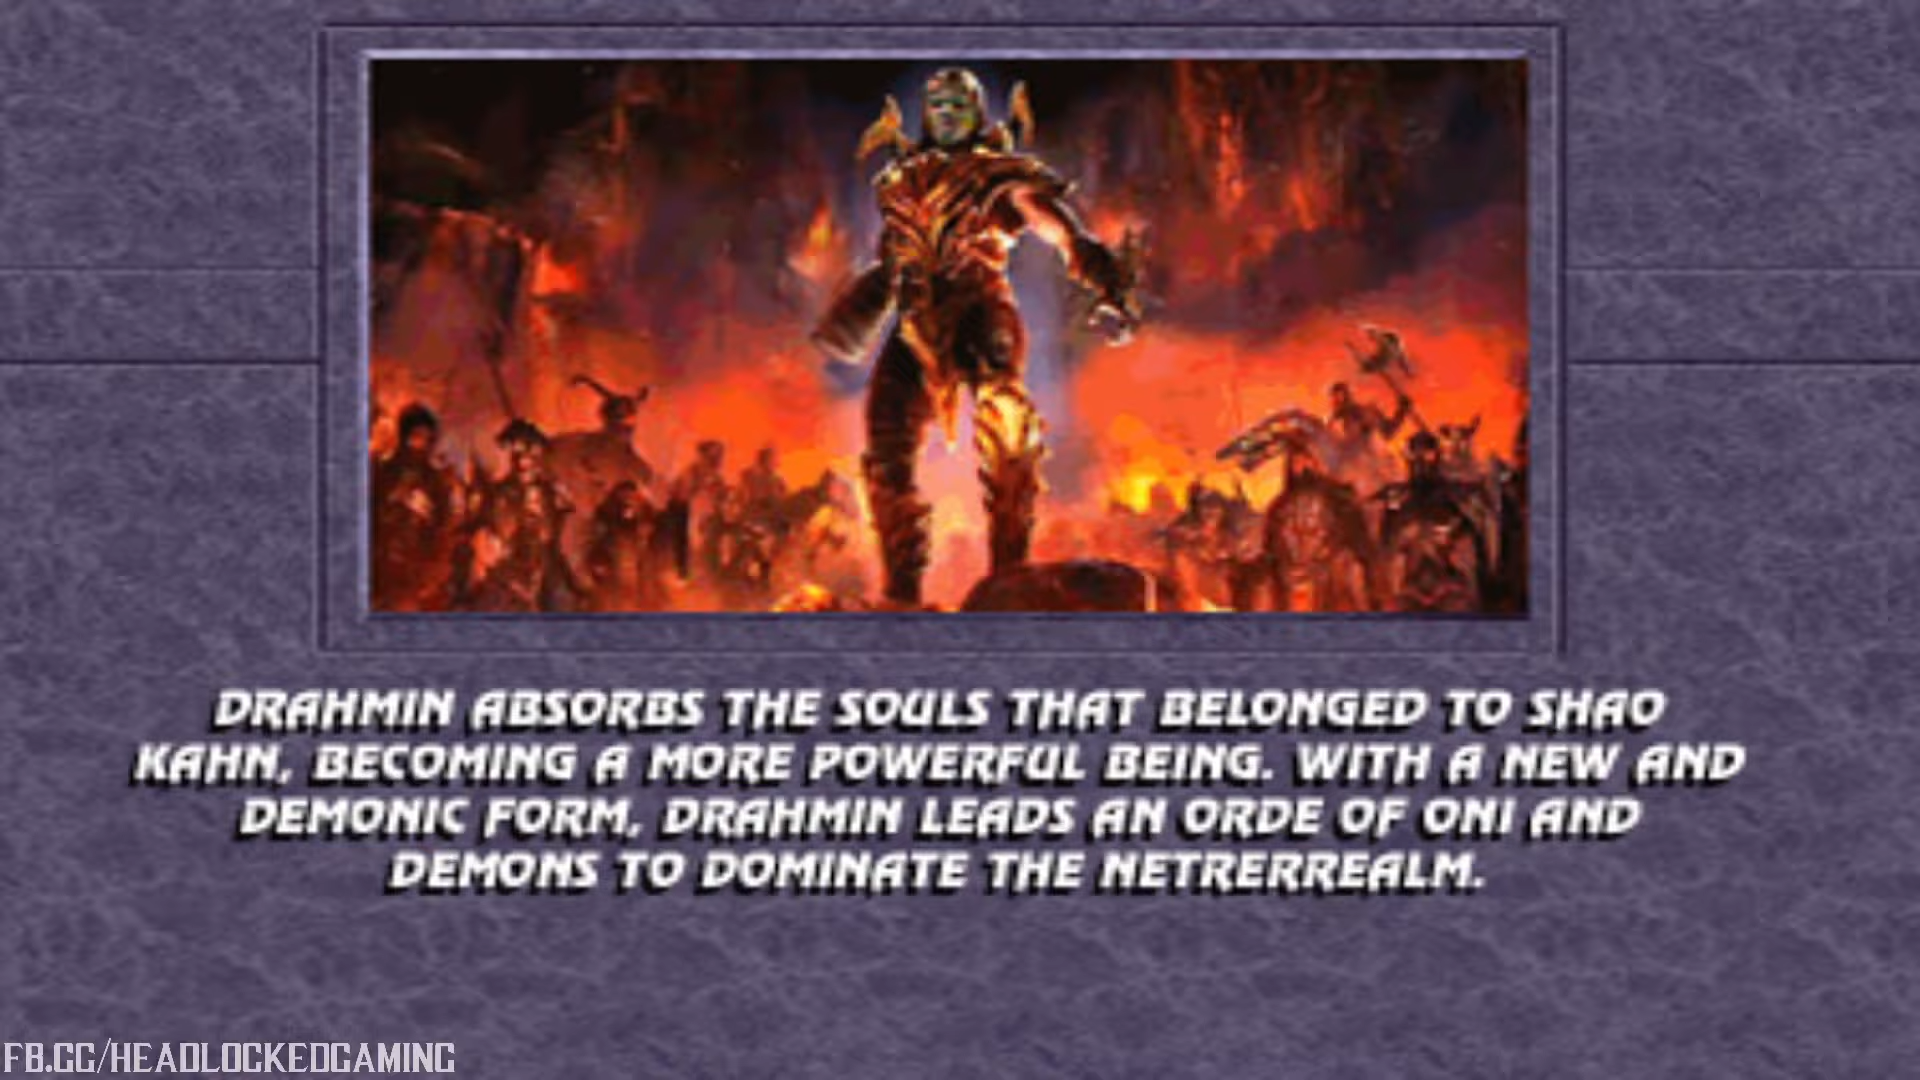 DRAHMIN ABSORBS THE SOULS THAT BELONGED TO SHAO
KAHN, BECOMING A MORE POWERFUL BEING. WITH A NEW AND
DEMONIC FORM, DRAHMIN LEADS AN ORDE OF ONI AND
DEMONS TO DOMINATE THE NETRERREALM.
FB.GG/HEADLOCKEDGAMING